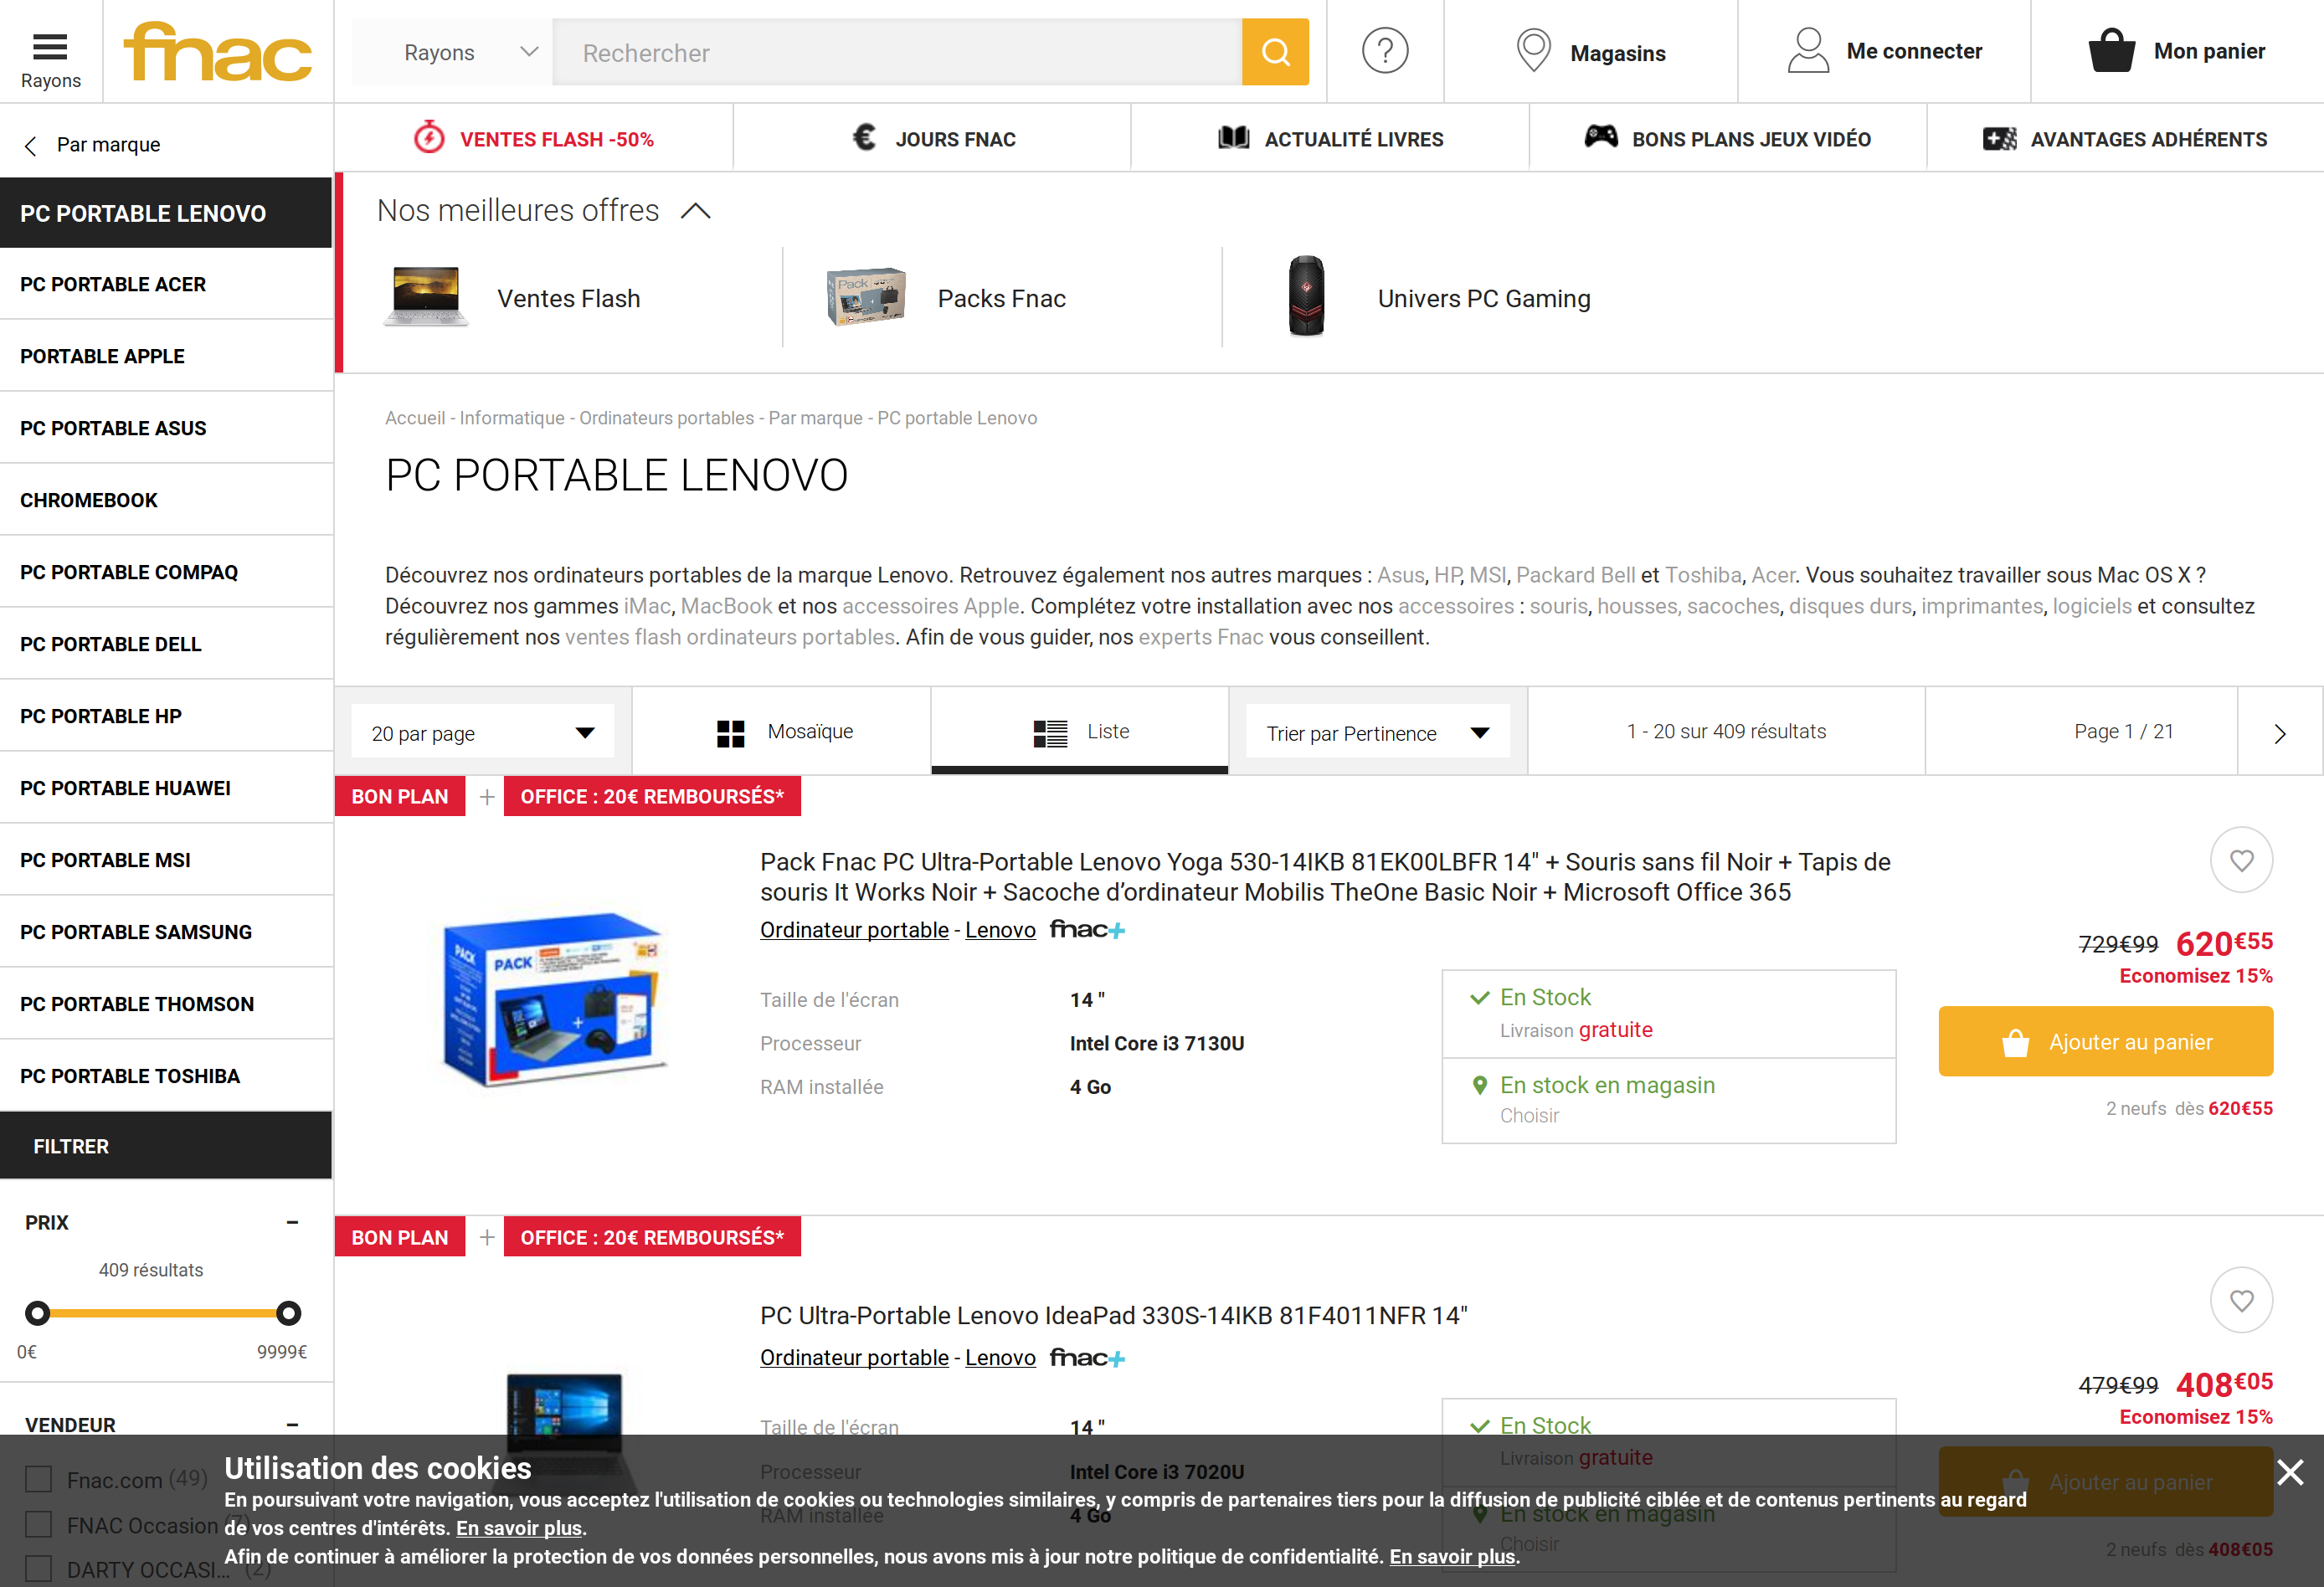 Rayons
fnac
Rayons
Rechercher
?
Magasins
Me connecter
Mon panier
VENTES FLASH -50%
JOURS FNAC
ACTUALITÉ LIVRES
BONS PLANS JEUX VIDÉO
AVANTAGES ADHÉRENTS
Par marque
PC PORTABLE LENOVO
PC PORTABLE ACER
PORTABLE APPLE
PC PORTABLE ASUS
CHROMEBOOK
PC PORTABLE COMPAQ
PC PORTABLE DELL
PC PORTABLE HP
PC PORTABLE HUAWEI
PC PORTABLE MSI
PC PORTABLE SAMSUNG
PC PORTABLE THOMSON
PC PORTABLE TOSHIBA
FILTRER
PRIX
409 résultats
0€
9999€
VENDEUR
Fnac.com (49)
FNAC Occasion (7)
DARTY OCCASI... (2)
Nos meilleures offres
Ventes Flash
Pack
Packs Fnac
Univers PC Gaming
Accueil - Informatique - Ordinateurs portables - Par marque - PC portable Lenovo
PC PORTABLE LENOVO
Découvrez nos ordinateurs portables de la marque Lenovo. Retrouvez également nos autres marques : Asus, HP, MSI, Packard Bell et Toshiba, Acer. Vous souhaitez travailler sous Mac OS X ?
Découvrez nos gammes iMac, MacBook et nos accessoires Apple. Complétez votre installation avec nos accessoires : souris, housses, sacoches, disques durs, imprimantes, logiciels et consultez
régulièrement nos ventes flash ordinateurs portables. Afin de vous guider, nos experts Fnac vous conseillent.
20 par page
Mosaïque
Liste
Trier par Pertinence
1 - 20 sur 409 résultats
Page 1 / 21
BON PLAN + OFFICE : 20€ REMBOURSÉS*
PACK
PACK
Pack Fnac PC Ultra-Portable Lenovo Yoga 530-14IKB 81EK00LBFR 14" + Souris sans fil Noir + Tapis de
souris It Works Noir + Sacoche d’ordinateur Mobilis TheOne Basic Noir + Microsoft Office 365
Ordinateur portable - Lenovo fnac+
Taille de l'écran 14 "
Processeur Intel Core i3 7130U
RAM installée 4 Go
En Stock
Livraison gratuite
En stock en magasin
Choisir
729€99 620€55
Economisez 15%
Ajouter au panier
2 neufs dès 620€55
BON PLAN + OFFICE : 20€ REMBOURSÉS*
PC Ultra-Portable Lenovo IdeaPad 330S-14IKB 81F4011NFR 14"
Ordinateur portable - Lenovo fnac+
Taille de l'écran 14 "
Processeur Intel Core i3 7020U
RAM installée 4 Go
En Stock
Livraison gratuite
En stock en magasin
Choisir
479€99 408€05
Economisez 15%
Ajouter au panier
2 neufs dès 408€05
Utilisation des cookies
En poursuivant votre navigation, vous acceptez l'utilisation de cookies ou technologies similaires, y compris de partenaires tiers pour la diffusion de publicité ciblée et de contenus pertinents au regard
de vos centres d'intérêts. En savoir plus.
Afin de continuer à améliorer la protection de vos données personnelles, nous avons mis à jour notre politique de confidentialité. En savoir plus.